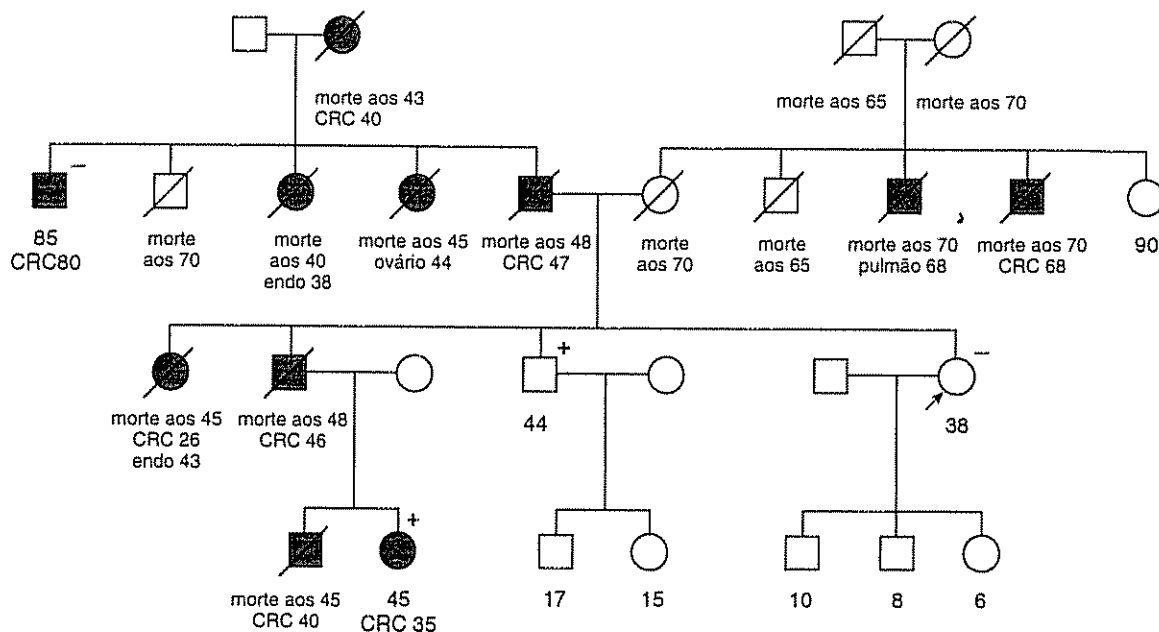 morte aos 43
CRC 40
morte aos 65
morte aos 70
−
85
CRC80
morte
aos 70
morte
aos 40
endo 38
morte aos 45
ovário 44
morte aos 48
CRC 47
morte
aos 70
morte
aos 65
morte aos 70
pulmão 68
morte aos 70
CRC 68
90
morte aos 45
CRC 26
endo 43
morte aos 48
CRC 46
+
44
−
38
morte aos 45
CRC 40
+
45
CRC 35
17
15
10
8
6